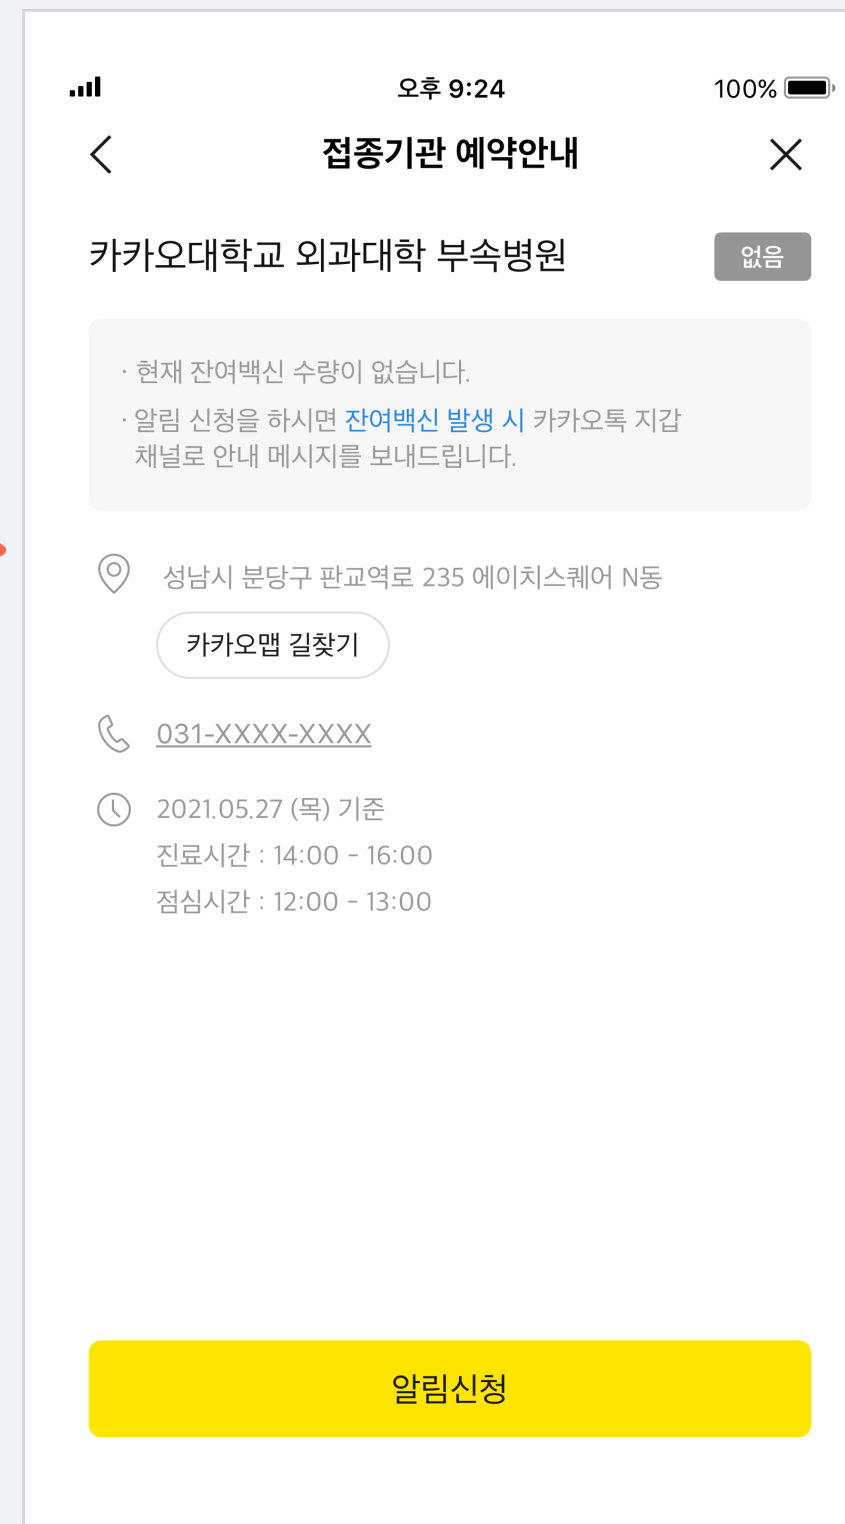 오후 9:24
100%
접종기관 예약안내
카카오대학교 외과대학 부속병원
없음
· 현재 잔여백신 수량이 없습니다.
· 알림 신청을 하시면 잔여백신 발생 시 카카오톡 지갑
채널로 안내 메시지를 보내드립니다.
성남시 분당구 판교역로 235 에이치스퀘어 N동
카카오맵 길찾기
031-XXXX-XXXX
2021.05.27 (목) 기준
진료시간 : 14:00 - 16:00
점심시간 : 12:00 - 13:00
알림신청